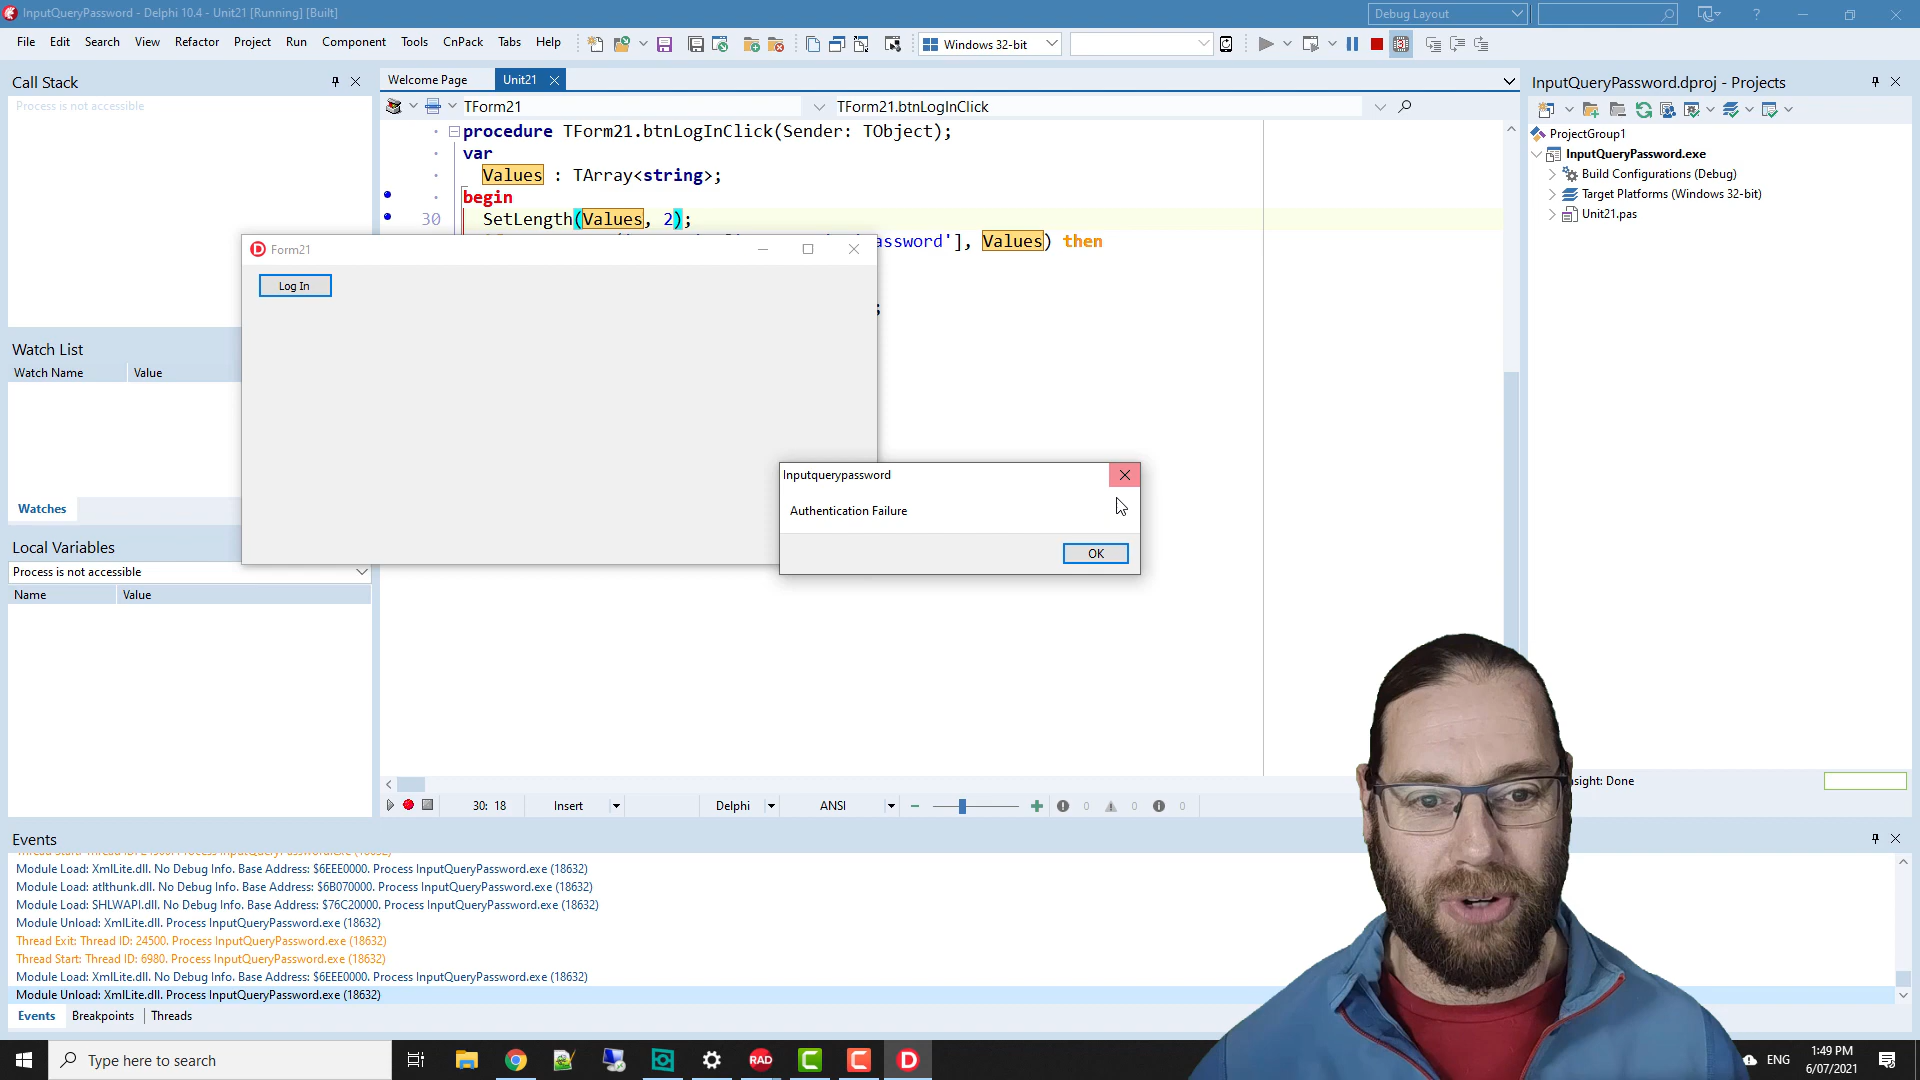 InputQueryPassword - Delphi 10.4 - Unit21 [Running] [Built]
Debug Layout
File Edit Search View Refactor Project Run Component Tools CnPack Tabs Help
Windows 32-bit
Call Stack
Process is not accessible
Welcome Page
Unit21
InputQueryPassword.dproj - Projects
TForm21
TForm21.btnLogInClick
ProjectGroup1
InputQueryPassword.exe
Build Configurations (Debug)
Target Platforms (Windows 32-bit)
Unit21.pas
procedure TForm21.btnLogInClick(Sender: TObject);
var
Values : TArray<string>;
begin
30 SetLength(Values, 2);
assword'], Values) then
;
Form21
Log In
Watch List
Watch Name Value
Watches
Inputquerypassword
Authentication Failure
OK
Local Variables
Process is not accessible
Name Value
30: 18 Insert Delphi ANSI 0 0 0
nsight: Done
Events
Module Load: XmlLite.dll. No Debug Info. Base Address: $6EEE0000. Process InputQueryPassword.exe (18632)
Module Load: atlthunk.dll. No Debug Info. Base Address: $6B070000. Process InputQueryPassword.exe (18632)
Module Load: SHLWAPI.dll. No Debug Info. Base Address: $76C20000. Process InputQueryPassword.exe (18632)
Module Unload: XmlLite.dll. Process InputQueryPassword.exe (18632)
Thread Exit: Thread ID: 24500. Process InputQueryPassword.exe (18632)
Thread Start: Thread ID: 6980. Process InputQueryPassword.exe (18632)
Module Load: XmlLite.dll. No Debug Info. Base Address: $6EEE0000. Process InputQueryPassword.exe (18632)
Module Unload: XmlLite.dll. Process InputQueryPassword.exe (18632)
Events Breakpoints Threads
Type here to search
RAD
ENG
1:49 PM
6/07/2021